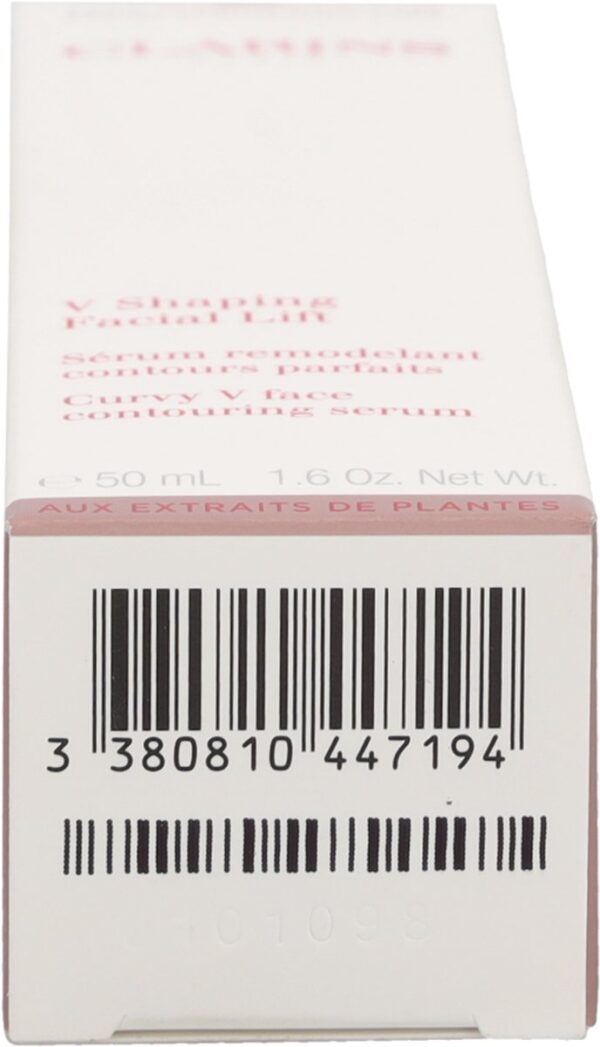 CLARINS
V Shaping
Facial Lift
Sérum remodelant
contours parfaits
Curvy V face
contouring serum
℮ 50 mL 1.6 Oz. Net Wt.
AUX EXTRAITS DE PLANTES
3 380810 447194